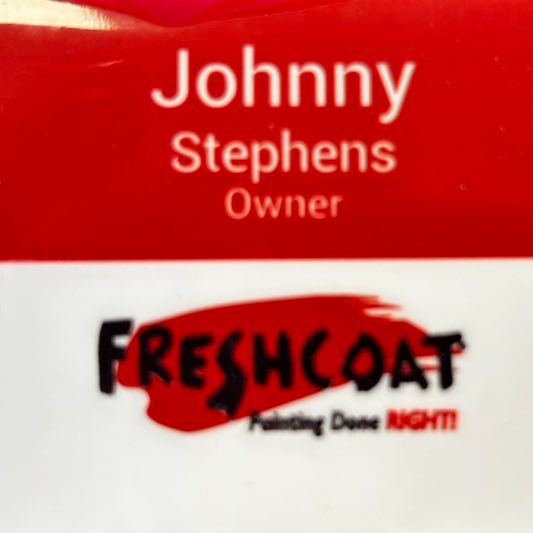 Johnny
Stephens
Owner
FRESHCOAT
Painting Done RIGHT!